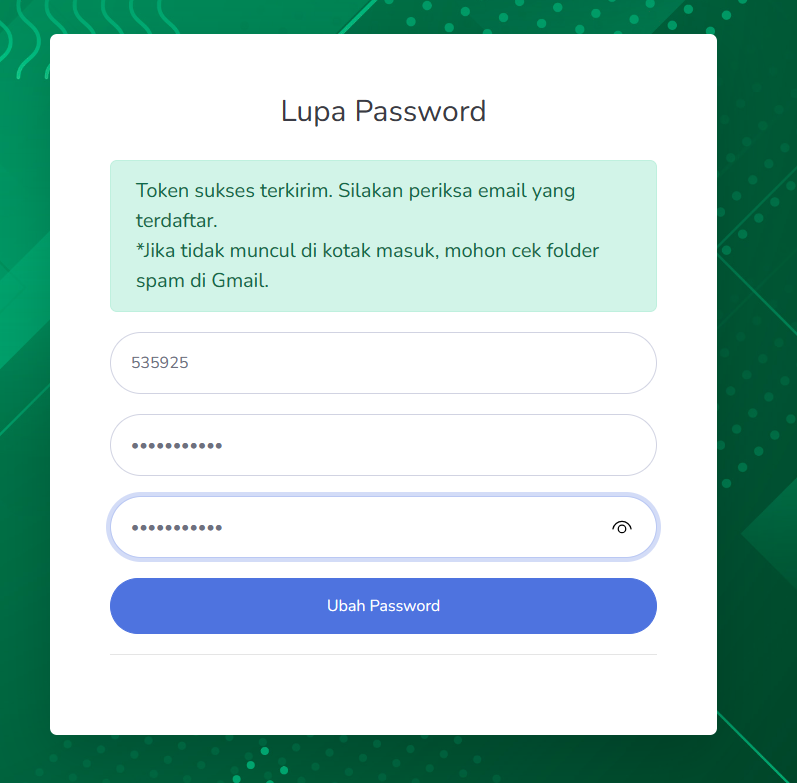 Lupa Password
Token sukses terkirim. Silakan periksa email yang
terdaftar.
*Jika tidak muncul di kotak masuk, mohon cek folder
spam di Gmail.
535925
•••••••••••
•••••••••••
Ubah Password